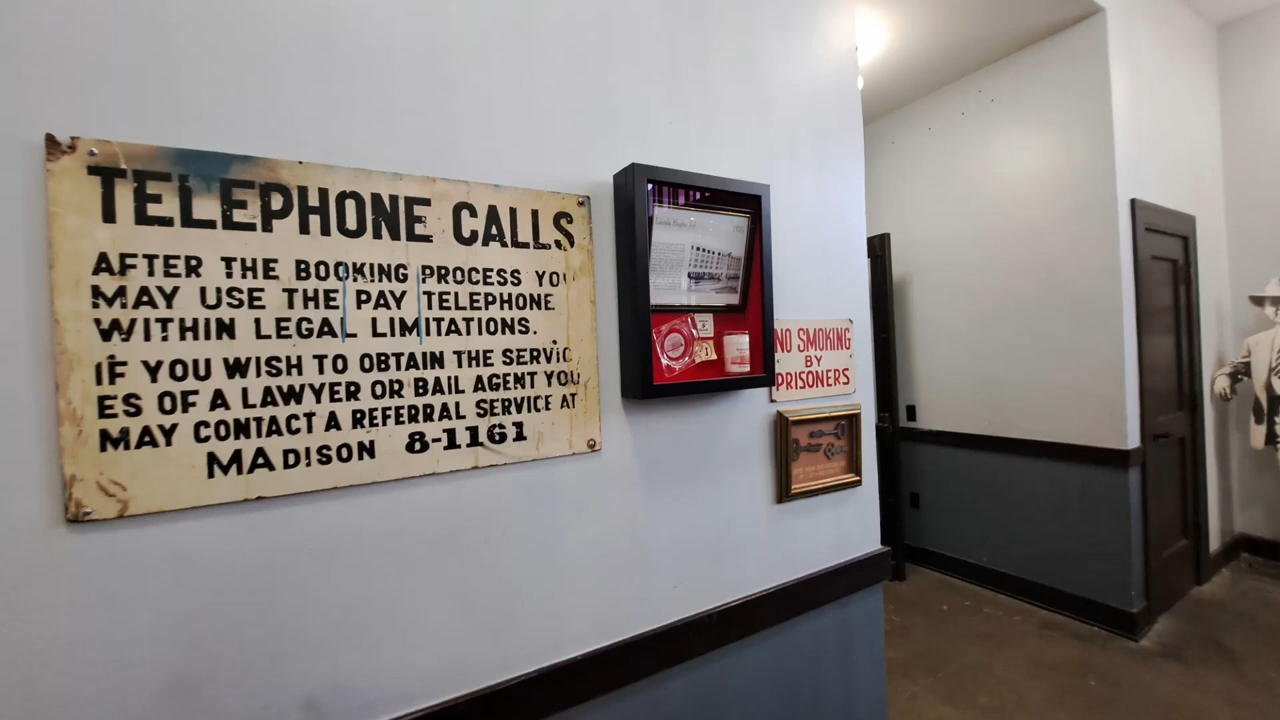 TELEPHONE CALLS
AFTER THE BOOKING PROCESS YOU
MAY USE THE PAY TELEPHONE
WITHIN LEGAL LIMITATIONS.
IF YOU WISH TO OBTAIN THE SERVIC
ES OF A LAWYER OR BAIL AGENT YOU
MAY CONTACT A REFERRAL SERVICE AT
MADISON 8-1161
NO SMOKING
BY
PRISONERS